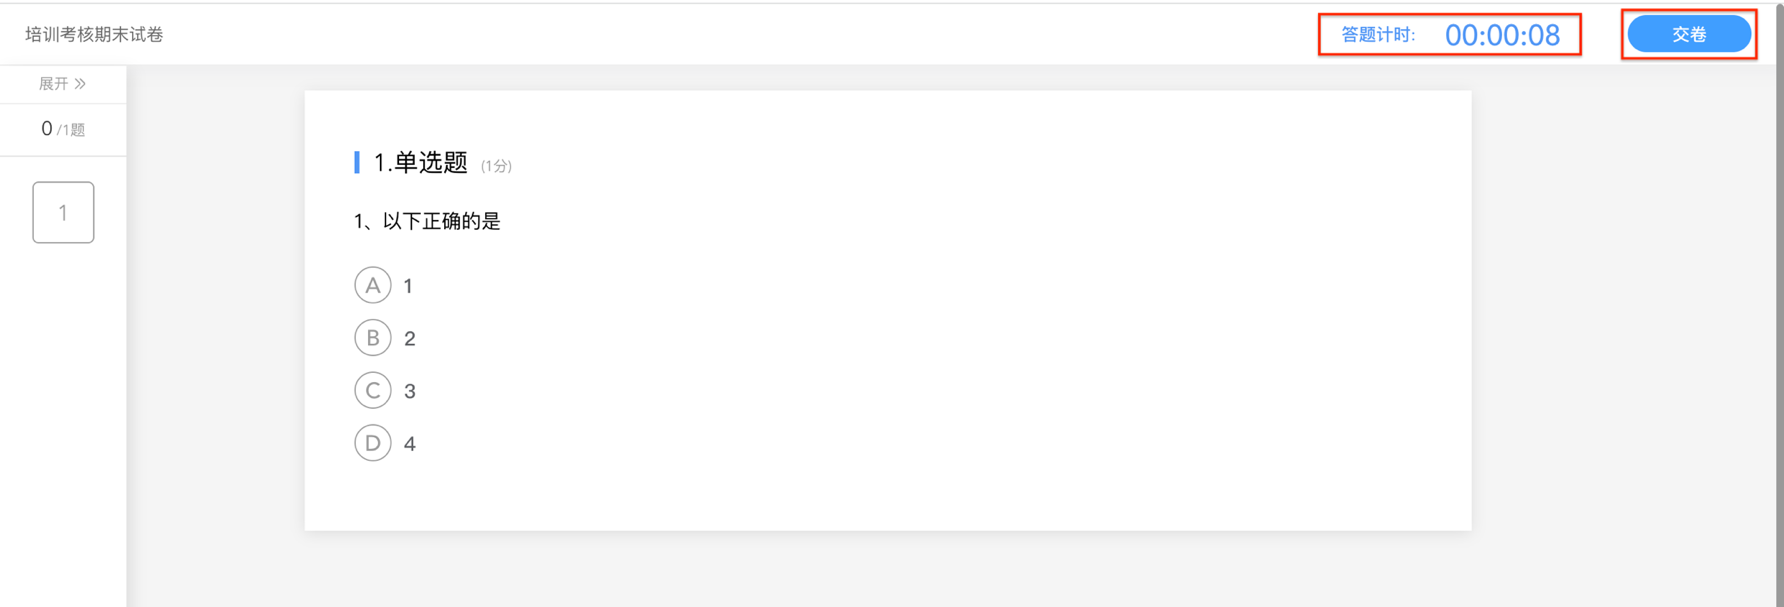 培训考核期末试卷
答题计时: 00:00:08
交卷
展开 »
0 /1题
1
1.单选题 (1分)
1、以下正确的是
A 1
B 2
C 3
D 4